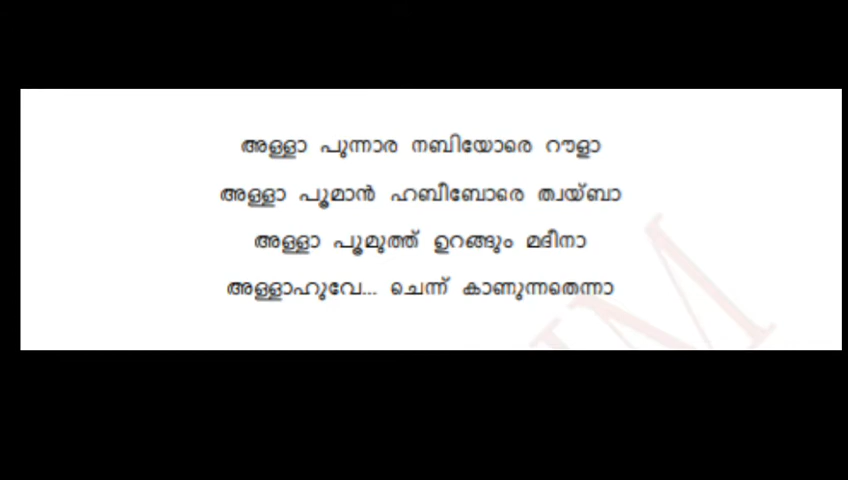 അള്ളാ പുന്നാര നബിയോരെ റൗളാ
അള്ളാ പൂമാൻ ഹബീബോരെ ത്വയ്ബാ
അള്ളാ പൂമുത്ത് ഉറങ്ങും മദീനാ
അള്ളാഹുവേ... ചെന്ന് കാണുന്നതെന്നാ